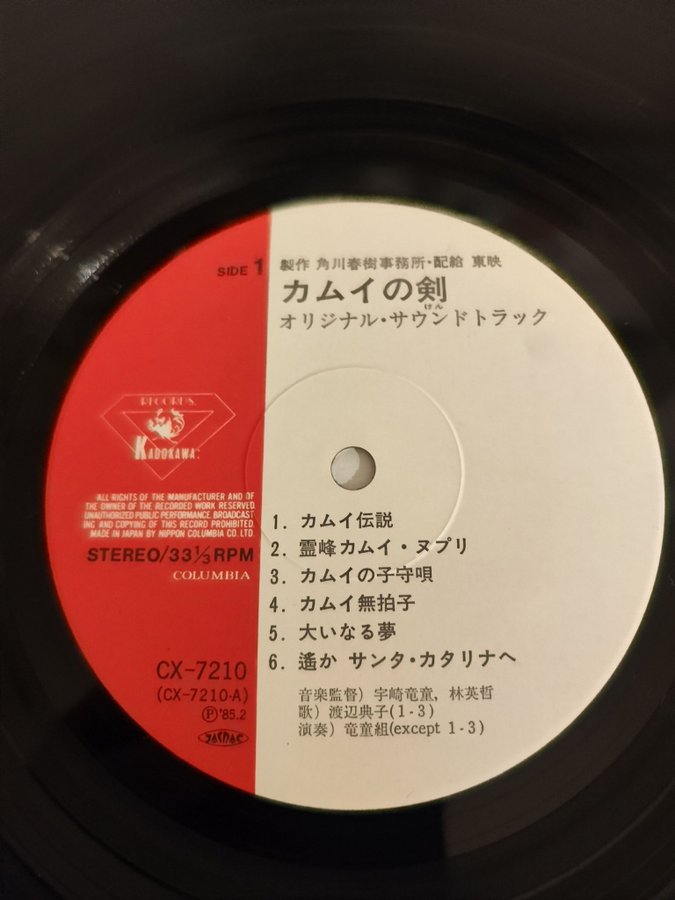 SIDE 1
製作 角川春樹事務所・配給 東映
カムイの剣
けん
オリジナル・サウンドトラック
RECORDS.
KADOKAWA
ALL RIGHTS OF THE MANUFACTURER AND OF
THE OWNER OF THE RECORDED WORK RESERVED
UNAUTHORIZED PUBLIC PERFORMANCE. BROADCAST
ING AND COPYING OF THIS RECORD PROHIBITED.
MADE IN JAPAN BY NIPPON COLUMBIA CO. LTD.
STEREO/33⅓RPM
COLUMBIA
CX-7210
(CX-7210-A)
Ⓟ'85.2
JASRAC
1. カムイ伝説
2. 霊峰カムイ・ヌプリ
3. カムイの子守唄
4. カムイ無拍子
5. 大いなる夢
6. 遙か サンタ・カタリナへ
音楽監督) 宇崎竜童, 林英哲
歌) 渡辺典子(1-3)
演奏) 竜童組(except 1-3)